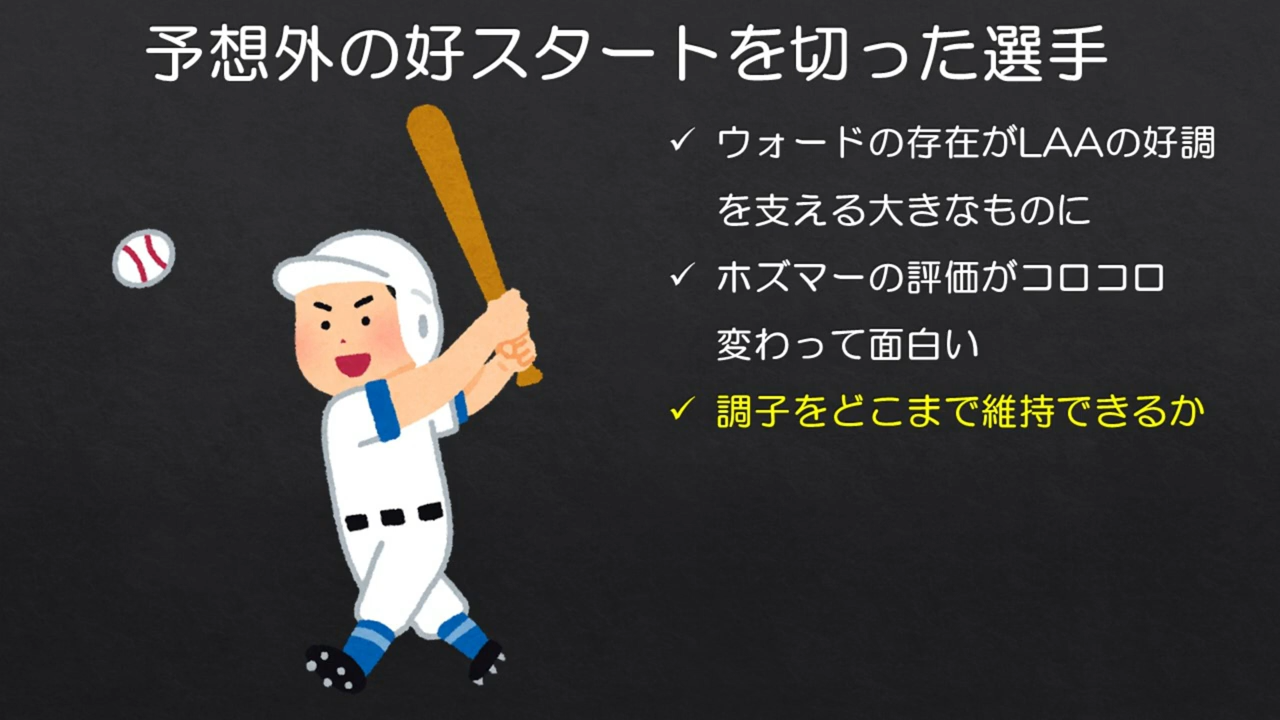 予想外の好スタートを切った選手
✓ ウォードの存在がLAAの好調
を支える大きなものに
✓ ホズマーの評価がコロコロ
変わって面白い
✓ 調子をどこまで維持できるか